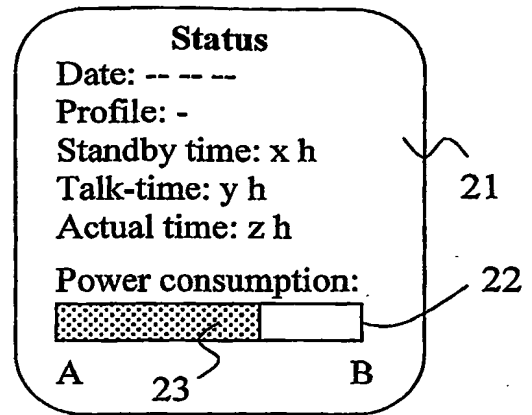 Status
Date: -- -- --
Profile: -
Standby time: x h
Talk-time: y h
21
Actual time: z h
Power consumption:
22
A 23 B